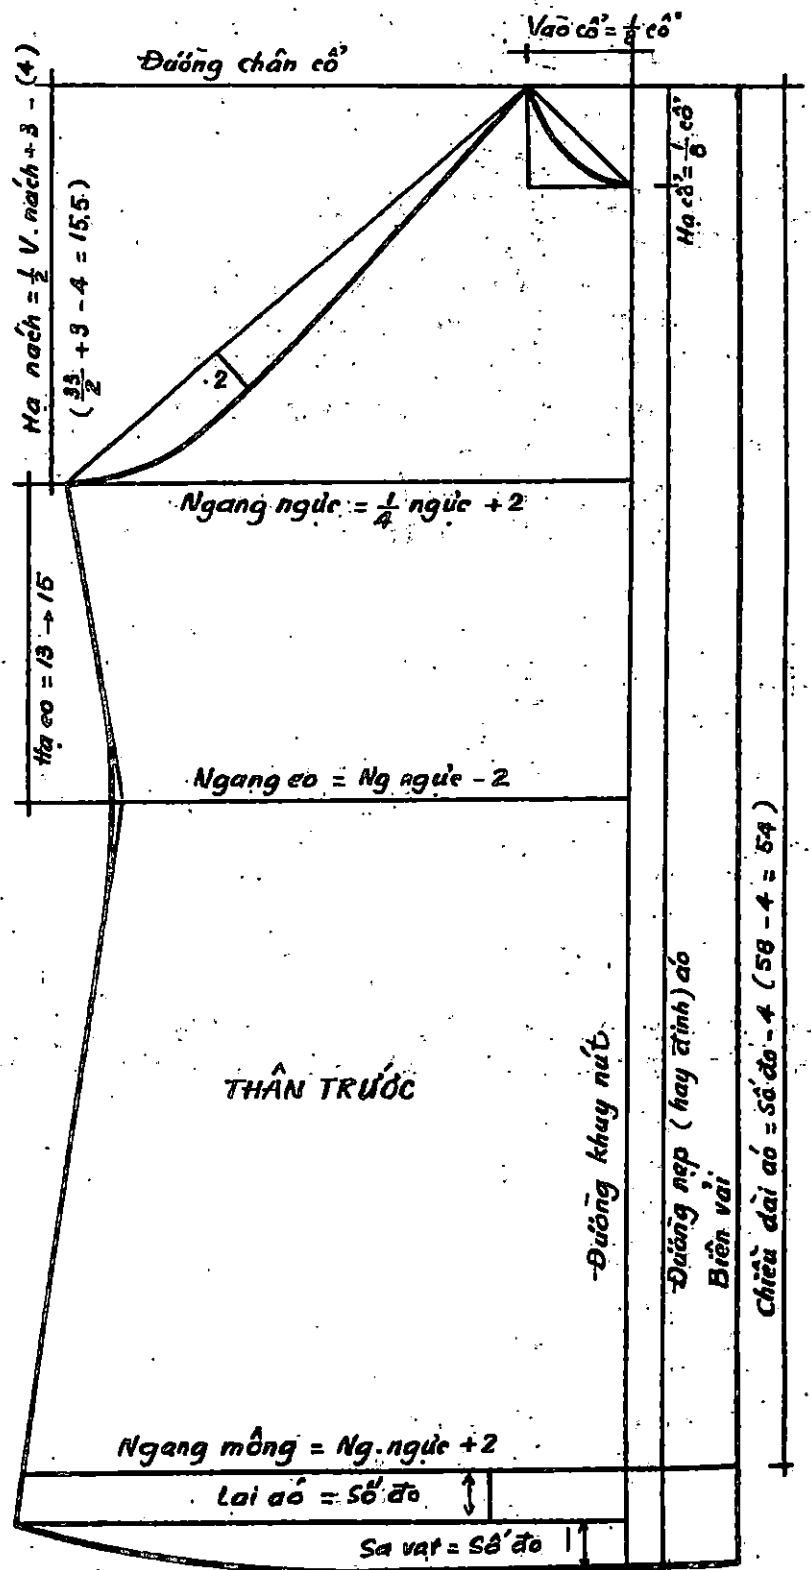 Vào cổ = 1/8 cổ
Đường chân cổ
Hạ nách = 1/2 V. nách + 3 - (4)
(33/2 + 3 - 4 = 15,5)
Hạ cổ = 1/8 cổ
2
Ngang ngực = 1/4 ngực + 2
Hạ eo = 13 → 15
Ngang eo = Ng ngực - 2
THÂN TRƯỚC
Đường khuy nút
Đường nẹp (hay đinh) áo
Biên vải
Chiều dài áo = số đo - 4 (58 - 4 = 54)
Ngang mông = Ng. ngực + 2
Lai áo = số đo
Sa vạt = số đo